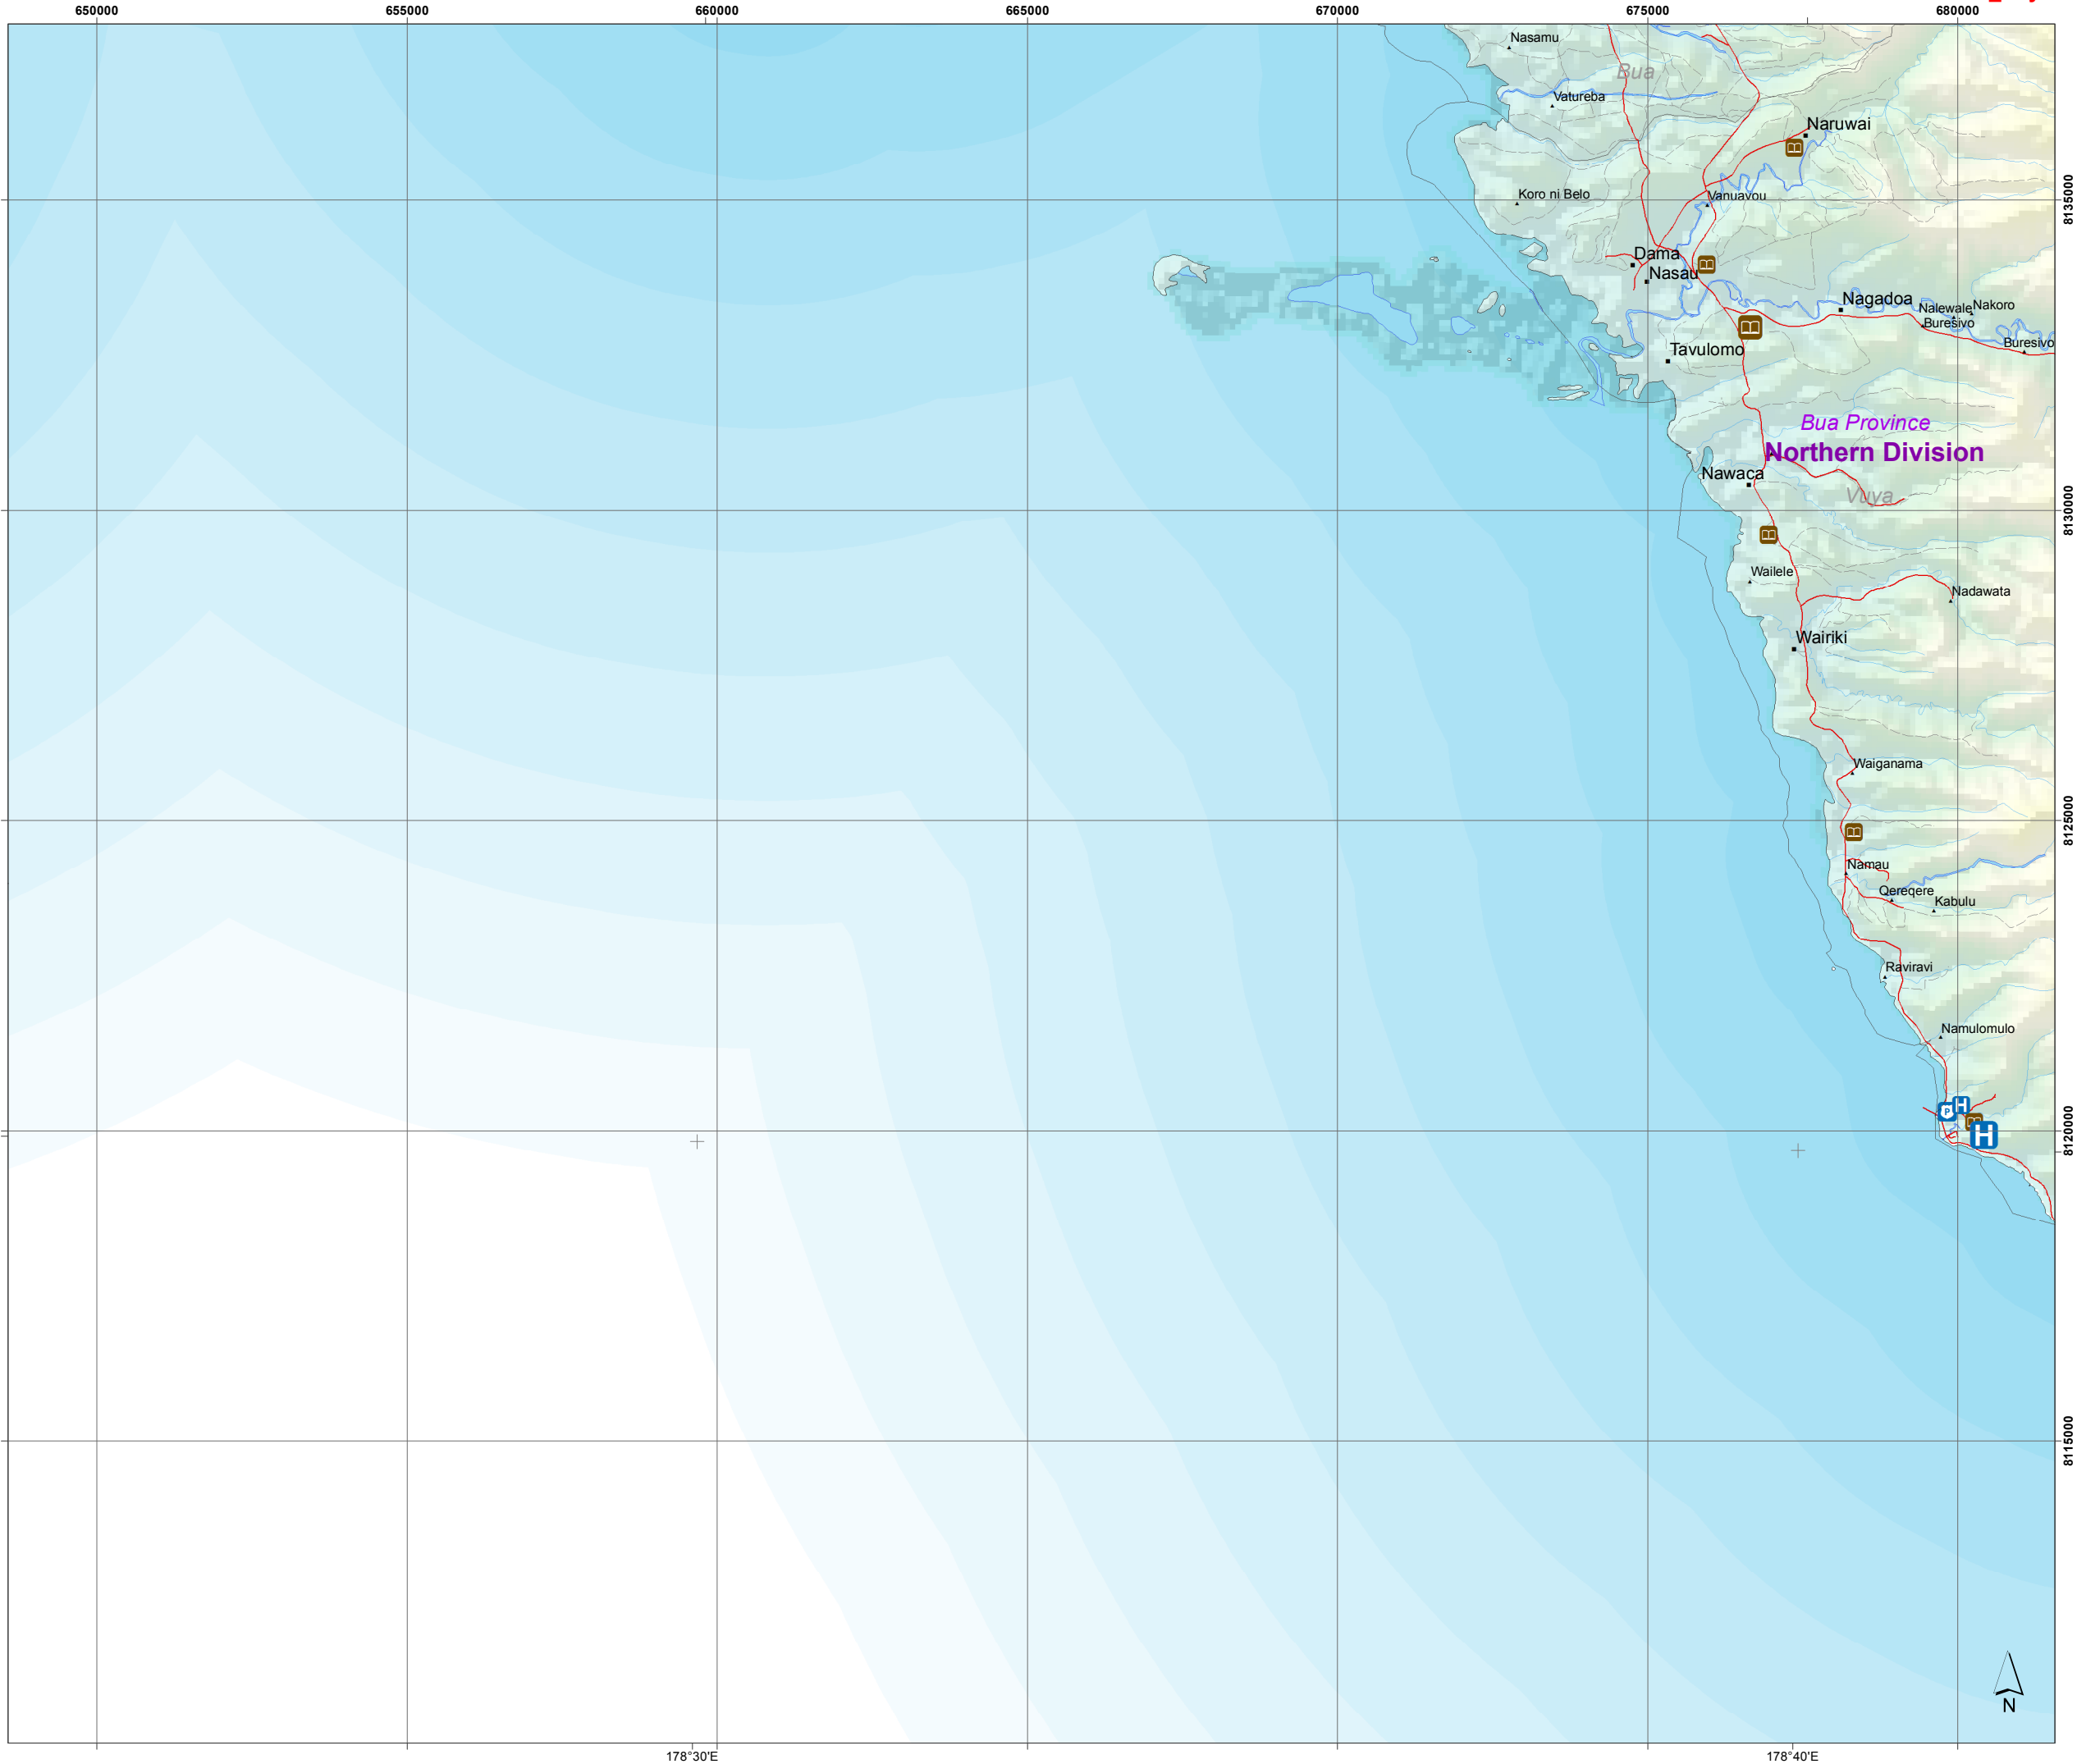 650000 655000 660000 665000 670000 675000 680000
Nasamu
Bua
Vatureba
Naruwai
Koro ni Belo
Vanuavou
8135000
Dama
Nasau
Nagadoa
Nalewale
Nakoro
Buresivo
Buresivo
Tavulomo
Bua Province
Northern Division
Nawaca
Vuya
8130000
Wailele
Nadawata
Wairiki
Waiganama
8125000
Namau
Qereqere
Kabulu
Raviravi
Namulomulo
P
H
H
8120000
8115000
N
178°30'E 178°40'E